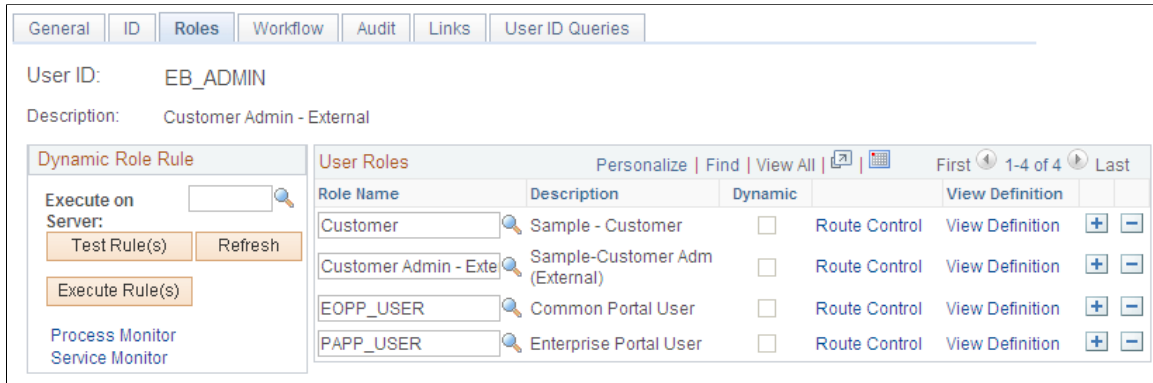 General ID Roles Workflow Audit Links User ID Queries
User ID: EB_ADMIN
Description: Customer Admin - External
Dynamic Role Rule
Execute on
Server:
Test Rule(s) Refresh
Execute Rule(s)
Process Monitor
Service Monitor
User Roles Personalize | Find | View All | | First 1-4 of 4 Last
Role Name Description Dynamic View Definition
Customer Sample - Customer Route Control View Definition + -
Customer Admin - Exte Sample-Customer Adm
(External) Route Control View Definition + -
EOPP_USER Common Portal User Route Control View Definition + -
PAPP_USER Enterprise Portal User Route Control View Definition + -